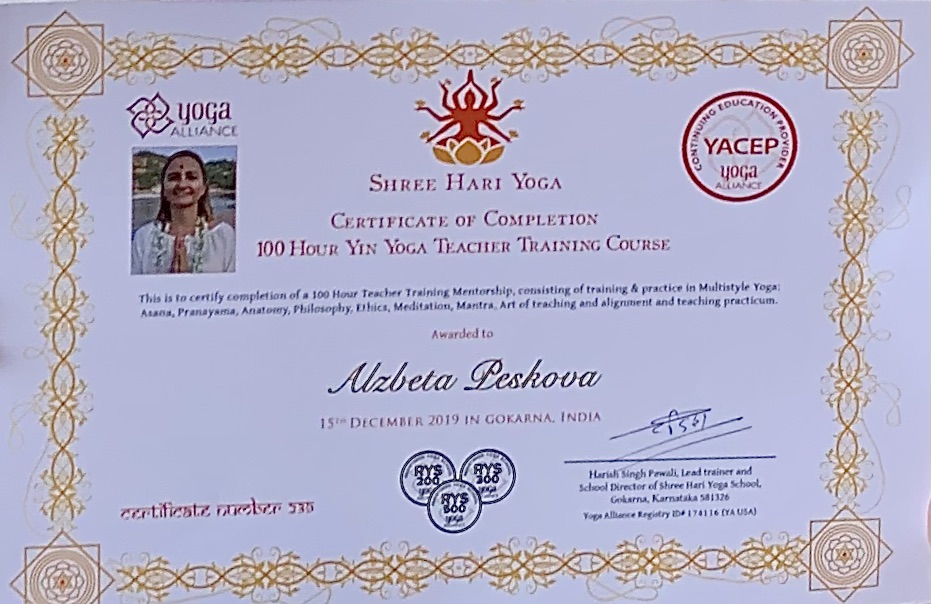 yoga
ALLIANCE
CONTINUING EDUCATION PROVIDER
YACEP
yoga
ALLIANCE
SHREE HARI YOGA
CERTIFICATE OF COMPLETION
100 HOUR YIN YOGA TEACHER TRAINING COURSE
This is to certify completion of a 100 Hour Teacher Training Mentorship, consisting of training & practice in Multistyle Yoga:
Asana, Pranayama, Anatomy, Philosophy, Ethics, Meditation, Mantra, Art of teaching and alignment and teaching practicum.
Awarded to
Alzbeta Peskova
15TH DECEMBER 2019 IN GOKARNA, INDIA
RYS
200
yoga
RYS
300
yoga
RYS
500
yoga
Harish Singh Pewali, Lead trainer and
School Director of Shree Hari Yoga School,
Gokarna, Karnataka 581326
Yoga Alliance Registry ID# 174116 (YA USA)
certificate number 535